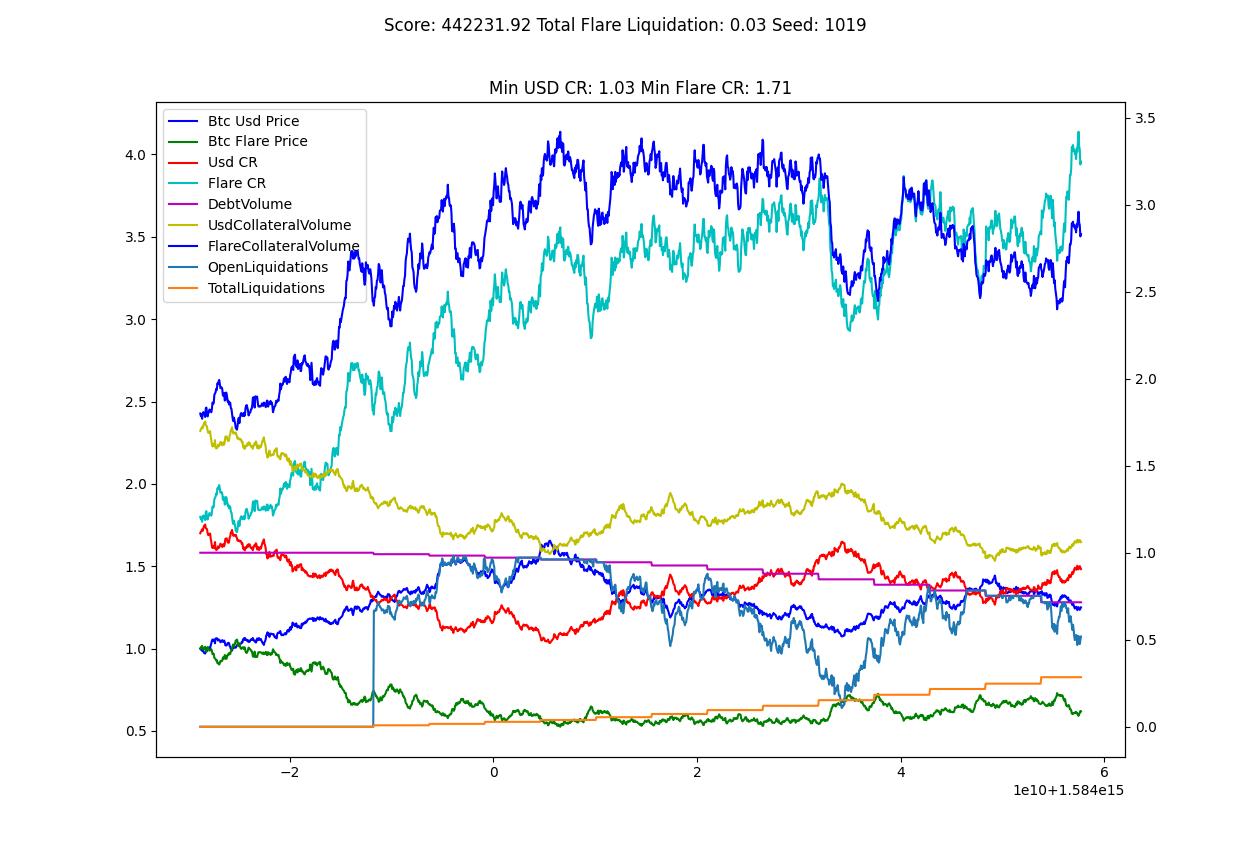 Score: 442231.92 Total Flare Liquidation: 0.03 Seed: 1019
Min USD CR: 1.03 Min Flare CR: 1.71
Btc Usd Price
Btc Flare Price
Usd CR
Flare CR
DebtVolume
UsdCollateralVolume
FlareCollateralVolume
OpenLiquidations
TotalLiquidations
4.0
3.5
3.0
2.5
2.0
1.5
1.0
0.5
3.5
3.0
2.5
2.0
1.5
1.0
0.5
0.0
−2 0 2 4 6
1e10+1.584e15